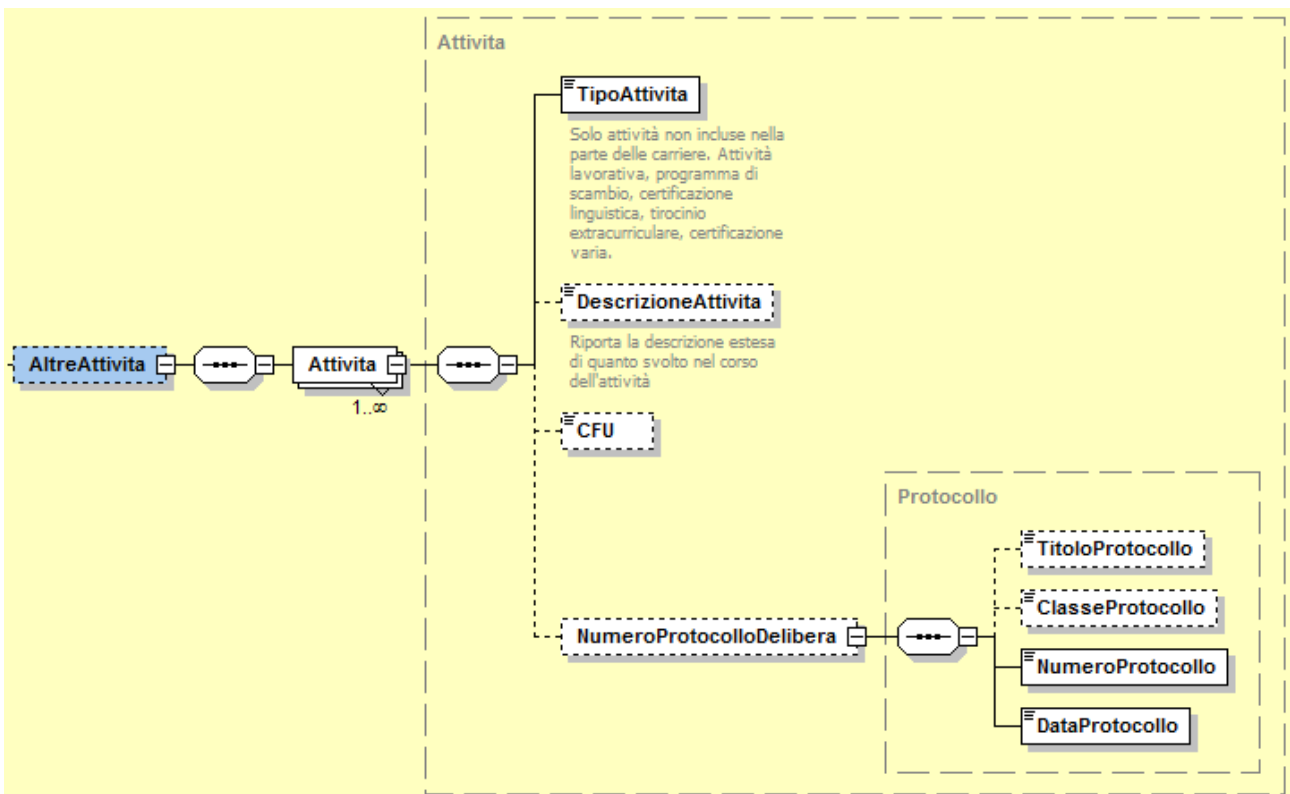 Attivita
TipoAttivita
Solo attività non incluse nella
parte delle carriere. Attività
lavorativa, programma di
scambio, certificazione
linguistica, tirocinio
extracurriculare, certificazione
varia.
DescrizioneAttivita
Riporta la descrizione estesa
di quanto svolto nel corso
dell'attività
AltreAttivita
Attivita
1..∞
CFU
Protocollo
TitoloProtocollo
ClasseProtocollo
NumeroProtocolloDelibera
NumeroProtocollo
DataProtocollo